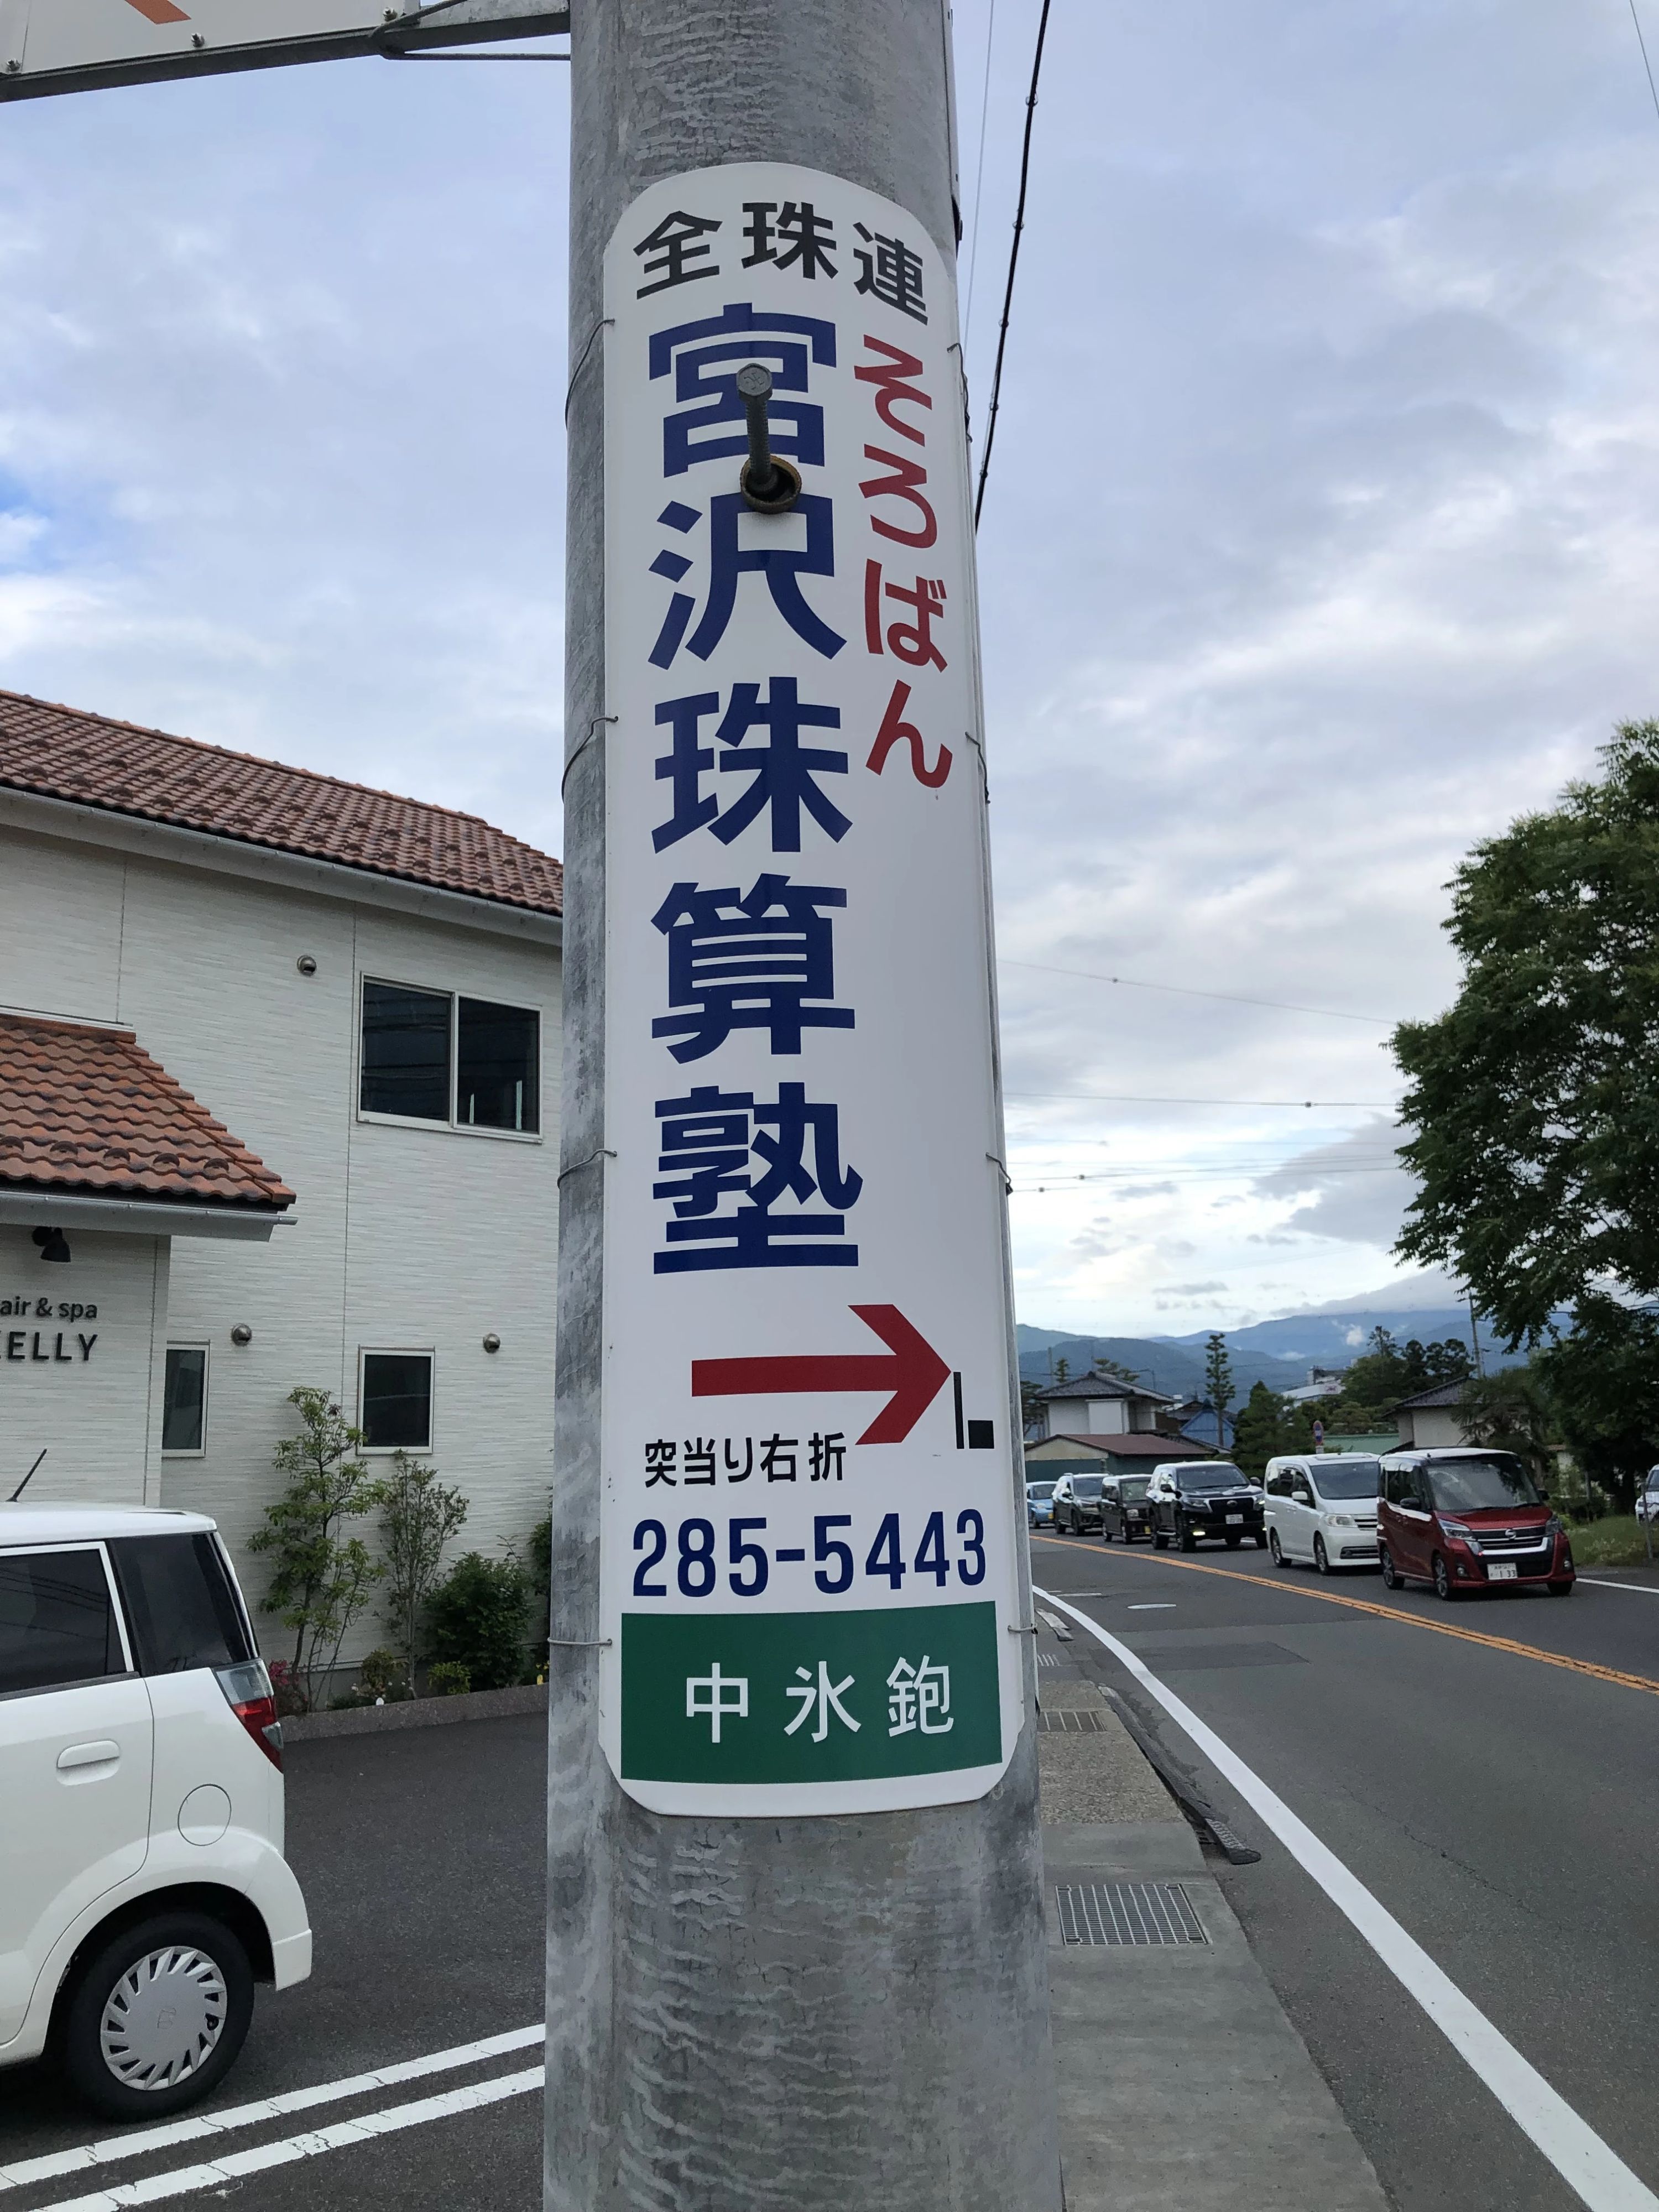 全珠連
そろばん
宮沢珠算塾
突当り右折
285-5443
中氷鉋
air & spa
ELLY